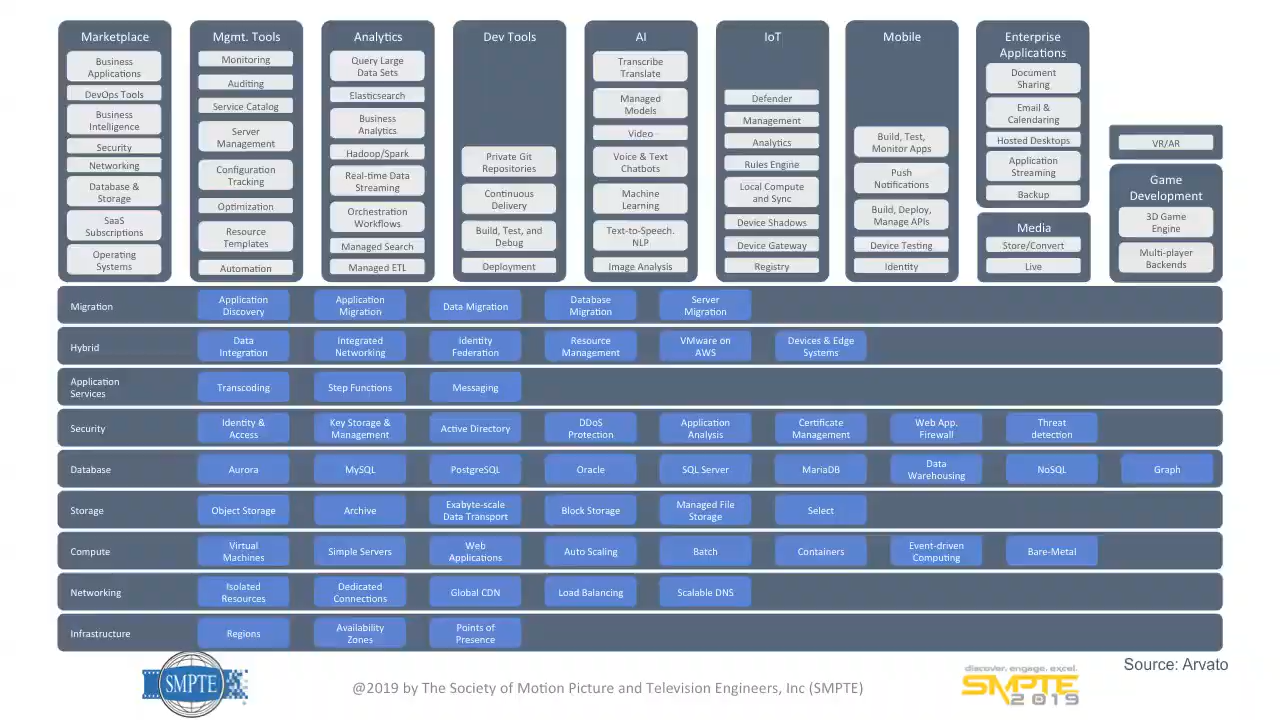 Marketplace
Business
Applications
DevOps Tools
Business
Intelligence
Security
Networking
Database &
Storage
SaaS
Subscriptions
Operating
Systems
Mgmt. Tools
Monitoring
Auditing
Service Catalog
Server
Management
Configuration
Tracking
Optimization
Resource
Templates
Automation
Analytics
Query Large
Data Sets
Elasticsearch
Business
Analytics
Hadoop/Spark
Real-time Data
Streaming
Orchestration
Workflows
Managed Search
Managed ETL
Dev Tools
Private Git
Repositories
Continuous
Delivery
Build, Test, and
Debug
Deployment
AI
Transcribe
Translate
Managed
Models
Video
Voice & Text
Chatbots
Machine
Learning
Text-to-Speech.
NLP
Image Analysis
IoT
Defender
Management
Analytics
Rules Engine
Local Compute
and Sync
Device Shadows
Device Gateway
Registry
Mobile
Build, Test,
Monitor Apps
Push
Notifications
Build, Deploy,
Manage APIs
Device Testing
Identity
Enterprise
Applications
Document
Sharing
Email &
Calendaring
Hosted Desktops
Application
Streaming
Backup
Media
Store/Convert
Live
VR/AR
Game
Development
3D Game
Engine
Multi-player
Backends
Migration
Application
Discovery
Application
Migration
Data Migration
Database
Migration
Server
Migration
Hybrid
Data
Integration
Integrated
Networking
Identity
Federation
Resource
Management
VMware on
AWS
Devices & Edge
Systems
Application
Services
Transcoding
Step Functions
Messaging
Security
Identity &
Access
Key Storage &
Management
Active Directory
DDoS
Protection
Application
Analysis
Certificate
Management
Web App.
Firewall
Threat
detection
Database
Aurora
MySQL
PostgreSQL
Oracle
SQL Server
MariaDB
Data
Warehousing
NoSQL
Graph
Storage
Object Storage
Archive
Exabyte-scale
Data Transport
Block Storage
Managed File
Storage
Select
Compute
Virtual
Machines
Simple Servers
Web
Applications
Auto Scaling
Batch
Containers
Event-driven
Computing
Bare-Metal
Networking
Isolated
Resources
Dedicated
Connections
Global CDN
Load Balancing
Scalable DNS
Infrastructure
Regions
Availability
Zones
Points of
Presence
Source: Arvato
SMPTE
@2019 by The Society of Motion Picture and Television Engineers, Inc (SMPTE)
discover. engage. excel.
SMPTE
2019